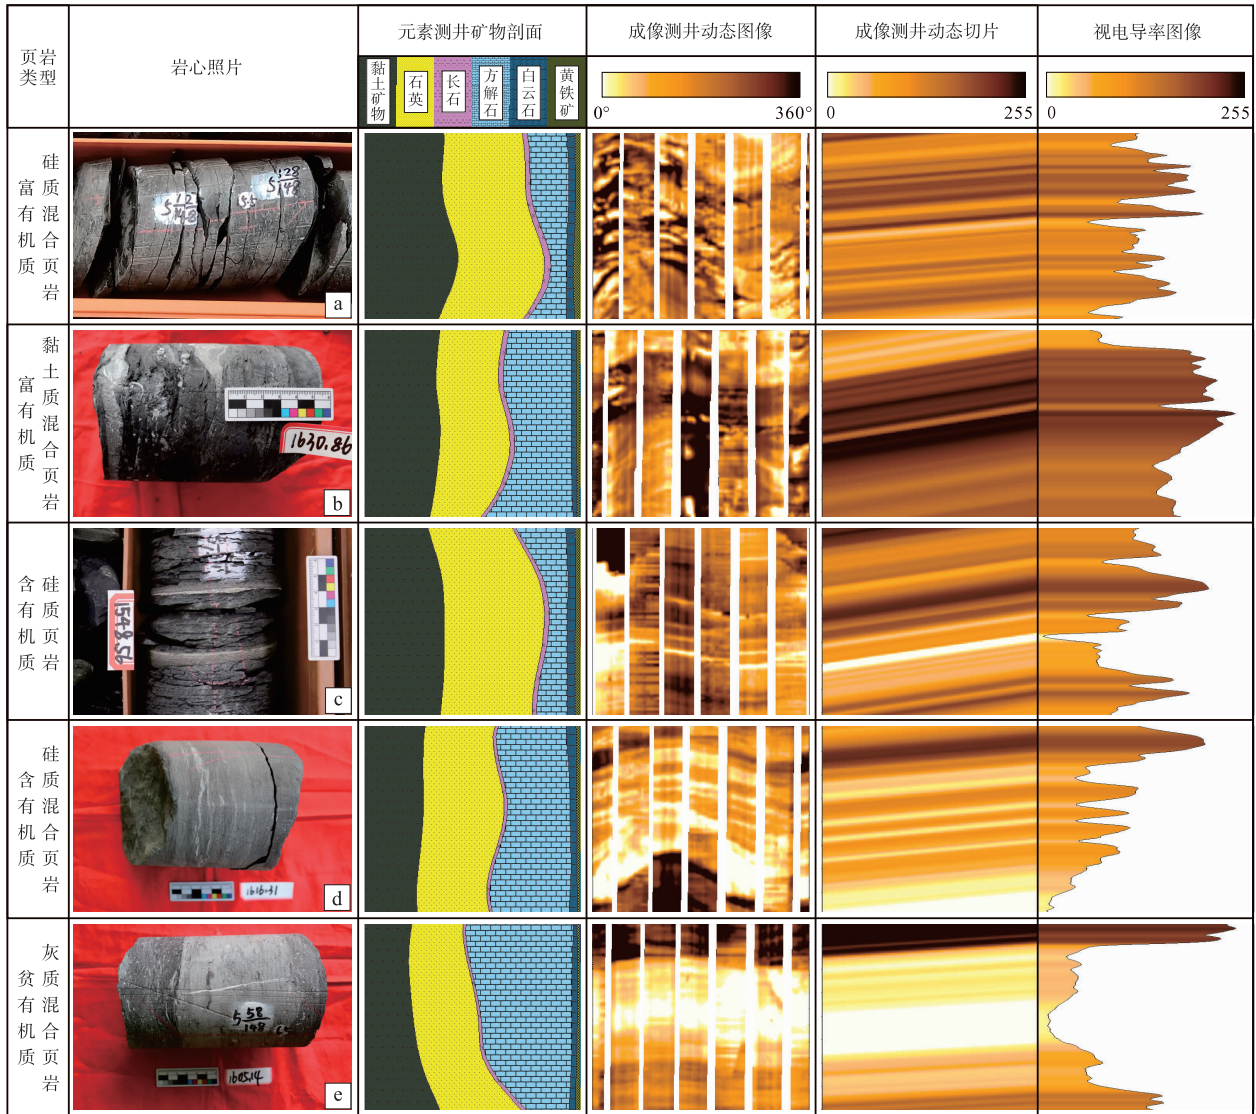 页岩类型
岩心照片
元素测井矿物剖面
成像测井动态图像
成像测井动态切片
视电导率图像
黏土矿物
石英
长石
方解石
白云石
黄铁矿
0° 360°
0 255
0 255
富有机质硅质混合页岩
a
富有机质黏土质混合页岩
1630.86
b
含有机质硅质页岩
1548.56
c
含有机质硅质混合页岩
1616.31
d
贫有机质灰质混合页岩
5 58/148
1605.14
e